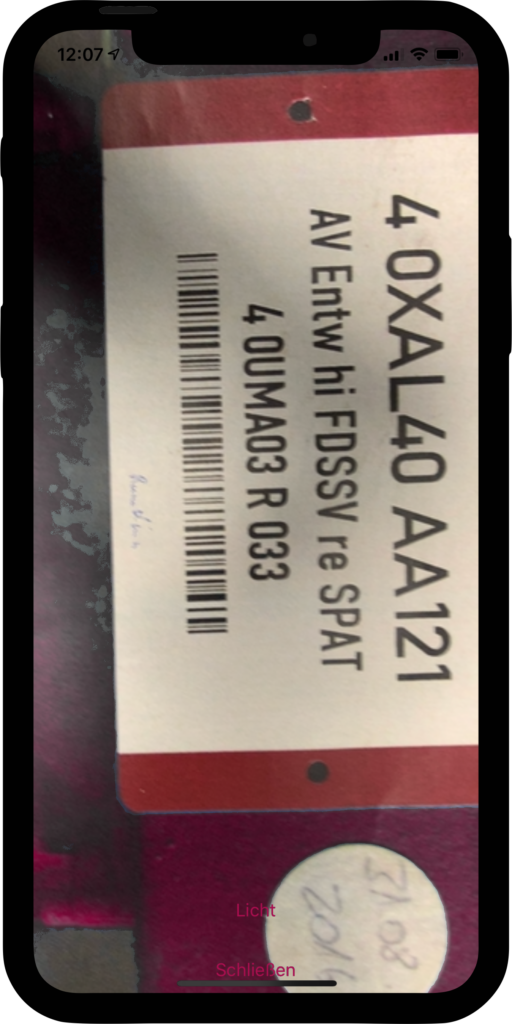 12:07
4 0XAL40 AA121
AV Entw hi FDSSV re SPAT
4 0UMA03 R 033
31.08
2016
Licht
Schließen